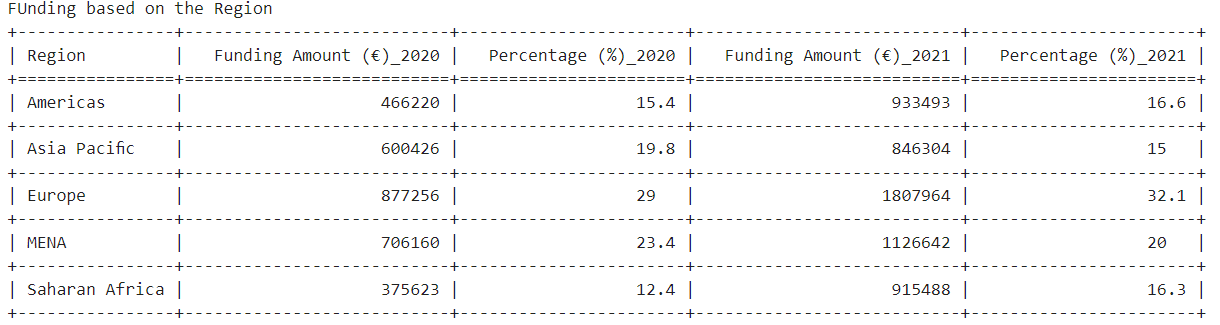 FUnding based on the Region
+----------------+---------------------------+-----------------------+---------------------------+-----------------------+
| Region         |   Funding Amount (€)_2020 |   Percentage (%)_2020 |   Funding Amount (€)_2021 |   Percentage (%)_2021 |
+================+===========================+=======================+===========================+=======================+
| Americas       |                    466220 |                  15.4 |                    933493 |                  16.6 |
+----------------+---------------------------+-----------------------+---------------------------+-----------------------+
| Asia Pacific   |                    600426 |                  19.8 |                    846304 |                  15   |
+----------------+---------------------------+-----------------------+---------------------------+-----------------------+
| Europe         |                    877256 |                  29   |                   1807964 |                  32.1 |
+----------------+---------------------------+-----------------------+---------------------------+-----------------------+
| MENA           |                    706160 |                  23.4 |                   1126642 |                  20   |
+----------------+---------------------------+-----------------------+---------------------------+-----------------------+
| Saharan Africa |                    375623 |                  12.4 |                    915488 |                  16.3 |
+----------------+---------------------------+-----------------------+---------------------------+-----------------------+